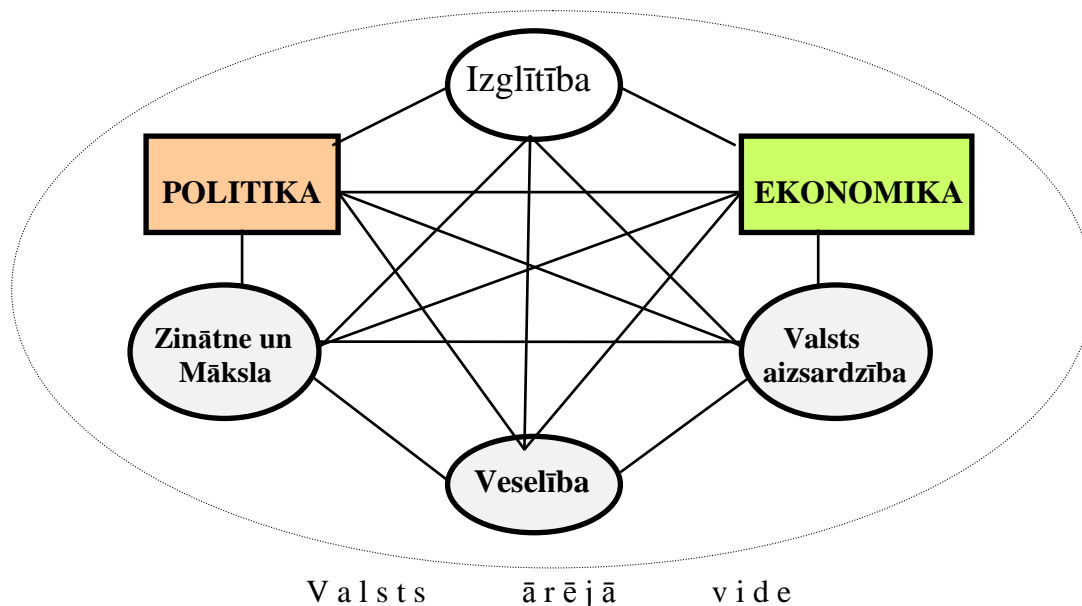 Izglītība
POLITIKA
EKONOMIKA
Zinātne un
Māksla
Valsts
aizsardzība
Veselība
Valsts ārējā vide